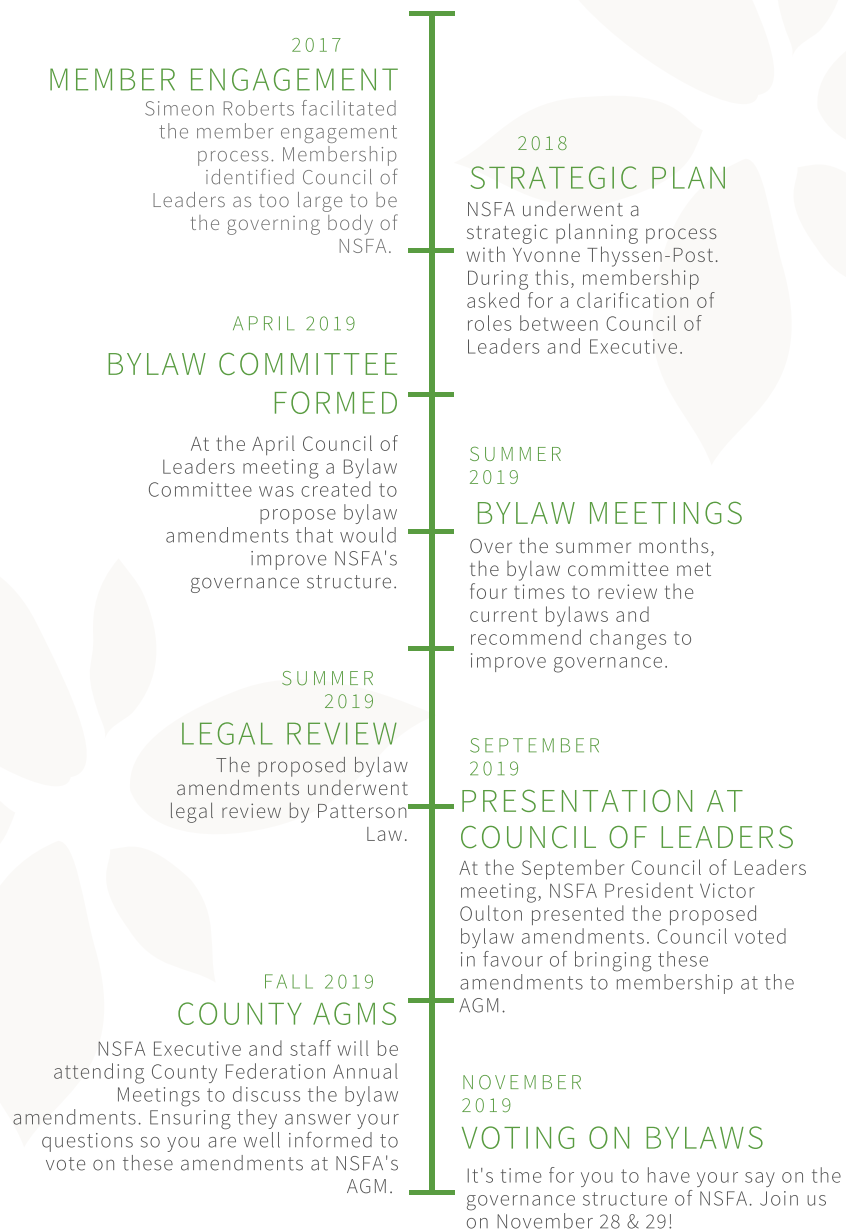 2017
MEMBER ENGAGEMENT
Simeon Roberts facilitated
the member engagement
process. Membership
identified Council of
Leaders as too large to be
the governing body of
NSFA.
2018
STRATEGIC PLAN
NSFA underwent a
strategic planning process
with Yvonne Thyssen-Post.
During this, membership
asked for a clarification of
roles between Council of
Leaders and Executive.
APRIL 2019
BYLAW COMMITTEE
FORMED
At the April Council of
Leaders meeting a Bylaw
Committee was created to
propose bylaw
amendments that would
improve NSFA's
governance structure.
SUMMER
2019
BYLAW MEETINGS
Over the summer months,
the bylaw committee met
four times to review the
current bylaws and
recommend changes to
improve governance.
SUMMER
2019
LEGAL REVIEW
The proposed bylaw
amendments underwent
legal review by Patterson
Law.
SEPTEMBER
2019
PRESENTATION AT
COUNCIL OF LEADERS
At the September Council of Leaders
meeting, NSFA President Victor
Oulton presented the proposed
bylaw amendments. Council voted
in favour of bringing these
amendments to membership at the
AGM.
FALL 2019
COUNTY AGMS
NSFA Executive and staff will be
attending County Federation Annual
Meetings to discuss the bylaw
amendments. Ensuring they answer your
questions so you are well informed to
vote on these amendments at NSFA's
AGM.
NOVEMBER
2019
VOTING ON BYLAWS
It's time for you to have your say on the
governance structure of NSFA. Join us
on November 28 & 29!